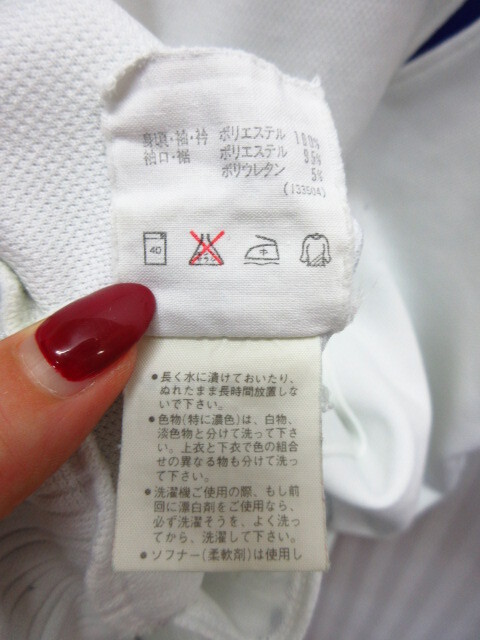 身頃・袖・衿 ポリエステル 100%
袖口・裾 ポリエステル 95%
ポリウレタン 5%
(133504)
40
エンソサラシ
中
●長く水に漬けておいたり、
ぬれたまま長時間放置しな
いで下さい。
●色物(特に濃色)は、白物、
淡色物と分けて洗って下さ
い。上衣と下衣で色の組合
せの異なる物も分けて洗っ
て下さい。
●洗濯機ご使用の際、もし前
回に漂白剤をご使用なら、
必ず洗濯そうを、よく洗っ
てから、洗濯して下さい。
●ソフナー(柔軟剤)は使用し